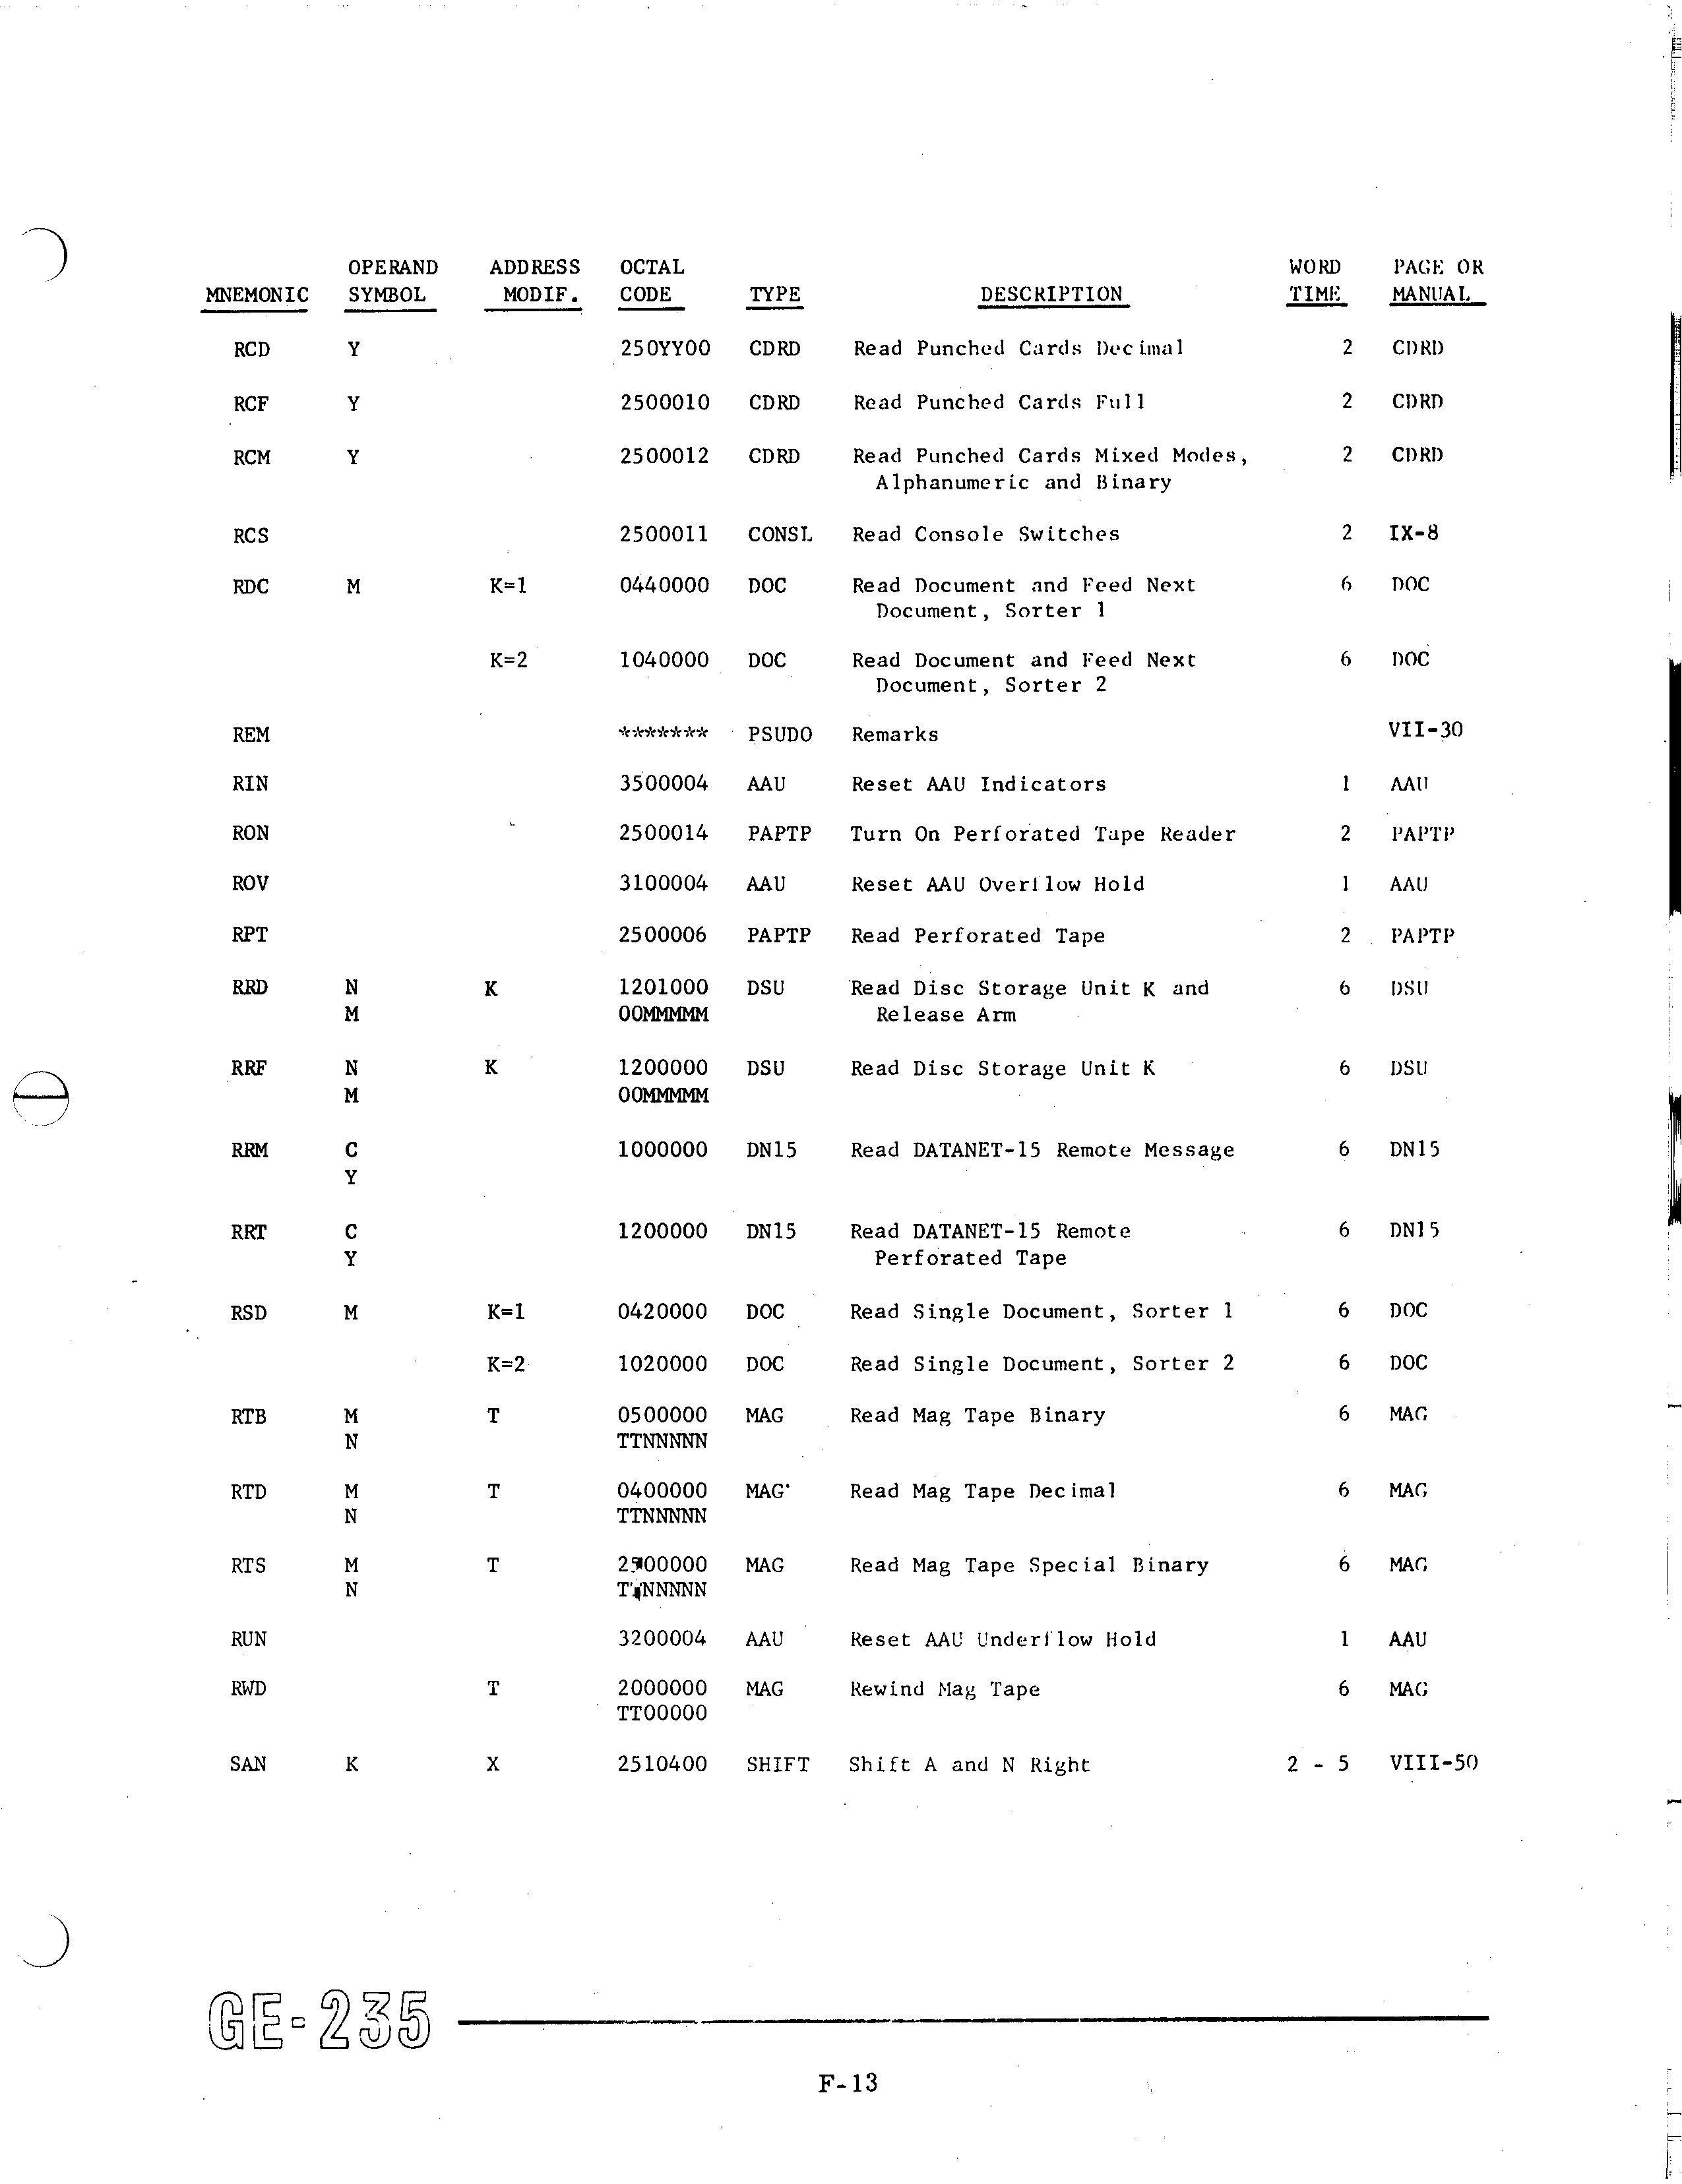 OPERAND ADDRESS OCTAL WORD PAGE OR
MNEMONIC SYMBOL MODIF. CODE TYPE DESCRIPTION TIME MANUAL
RCD Y 250YY00 CDRD Read Punched Cards Decimal 2 CDRD
RCF Y 2500010 CDRD Read Punched Cards Full 2 CDRD
RCM Y 2500012 CDRD Read Punched Cards Mixed Modes, 2 CDRD
Alphanumeric and Binary
RCS 2500011 CONSL Read Console Switches 2 IX-8
RDC M K=1 0440000 DOC Read Document and Feed Next 6 DOC
Document, Sorter 1
K=2 1040000 DOC Read Document and Feed Next 6 DOC
Document, Sorter 2
REM ******* PSUDO Remarks VII-30
RIN 3500004 AAU Reset AAU Indicators 1 AAU
RON 2500014 PAPTP Turn On Perforated Tape Reader 2 PAPTP
ROV 3100004 AAU Reset AAU Overflow Hold 1 AAU
RPT 2500006 PAPTP Read Perforated Tape 2 PAPTP
RRD N K 1201000 DSU Read Disc Storage Unit K and 6 DSU
M 00MMMMM Release Arm
RRF N K 1200000 DSU Read Disc Storage Unit K 6 DSU
M 00MMMMM
RRM C 1000000 DN15 Read DATANET-15 Remote Message 6 DN15
Y
RRT C 1200000 DN15 Read DATANET-15 Remote 6 DN15
Y Perforated Tape
RSD M K=1 0420000 DOC Read Single Document, Sorter 1 6 DOC
K=2 1020000 DOC Read Single Document, Sorter 2 6 DOC
RTB M T 0500000 MAG Read Mag Tape Binary 6 MAG
N TTNNNNN
RTD M T 0400000 MAG Read Mag Tape Decimal 6 MAG
N TTNNNNN
RTS M T MAG Read Mag Tape Special Binary 6 MAG
N
RUN 3200004 AAU Reset AAU Underflow Hold 1 AAU
RWD T 2000000 MAG Rewind Mag Tape 6 MAG
TT00000
SAN K X 2510400 SHIFT Shift A and N Right 2 - 5 VIII-50
GE-235
F-13